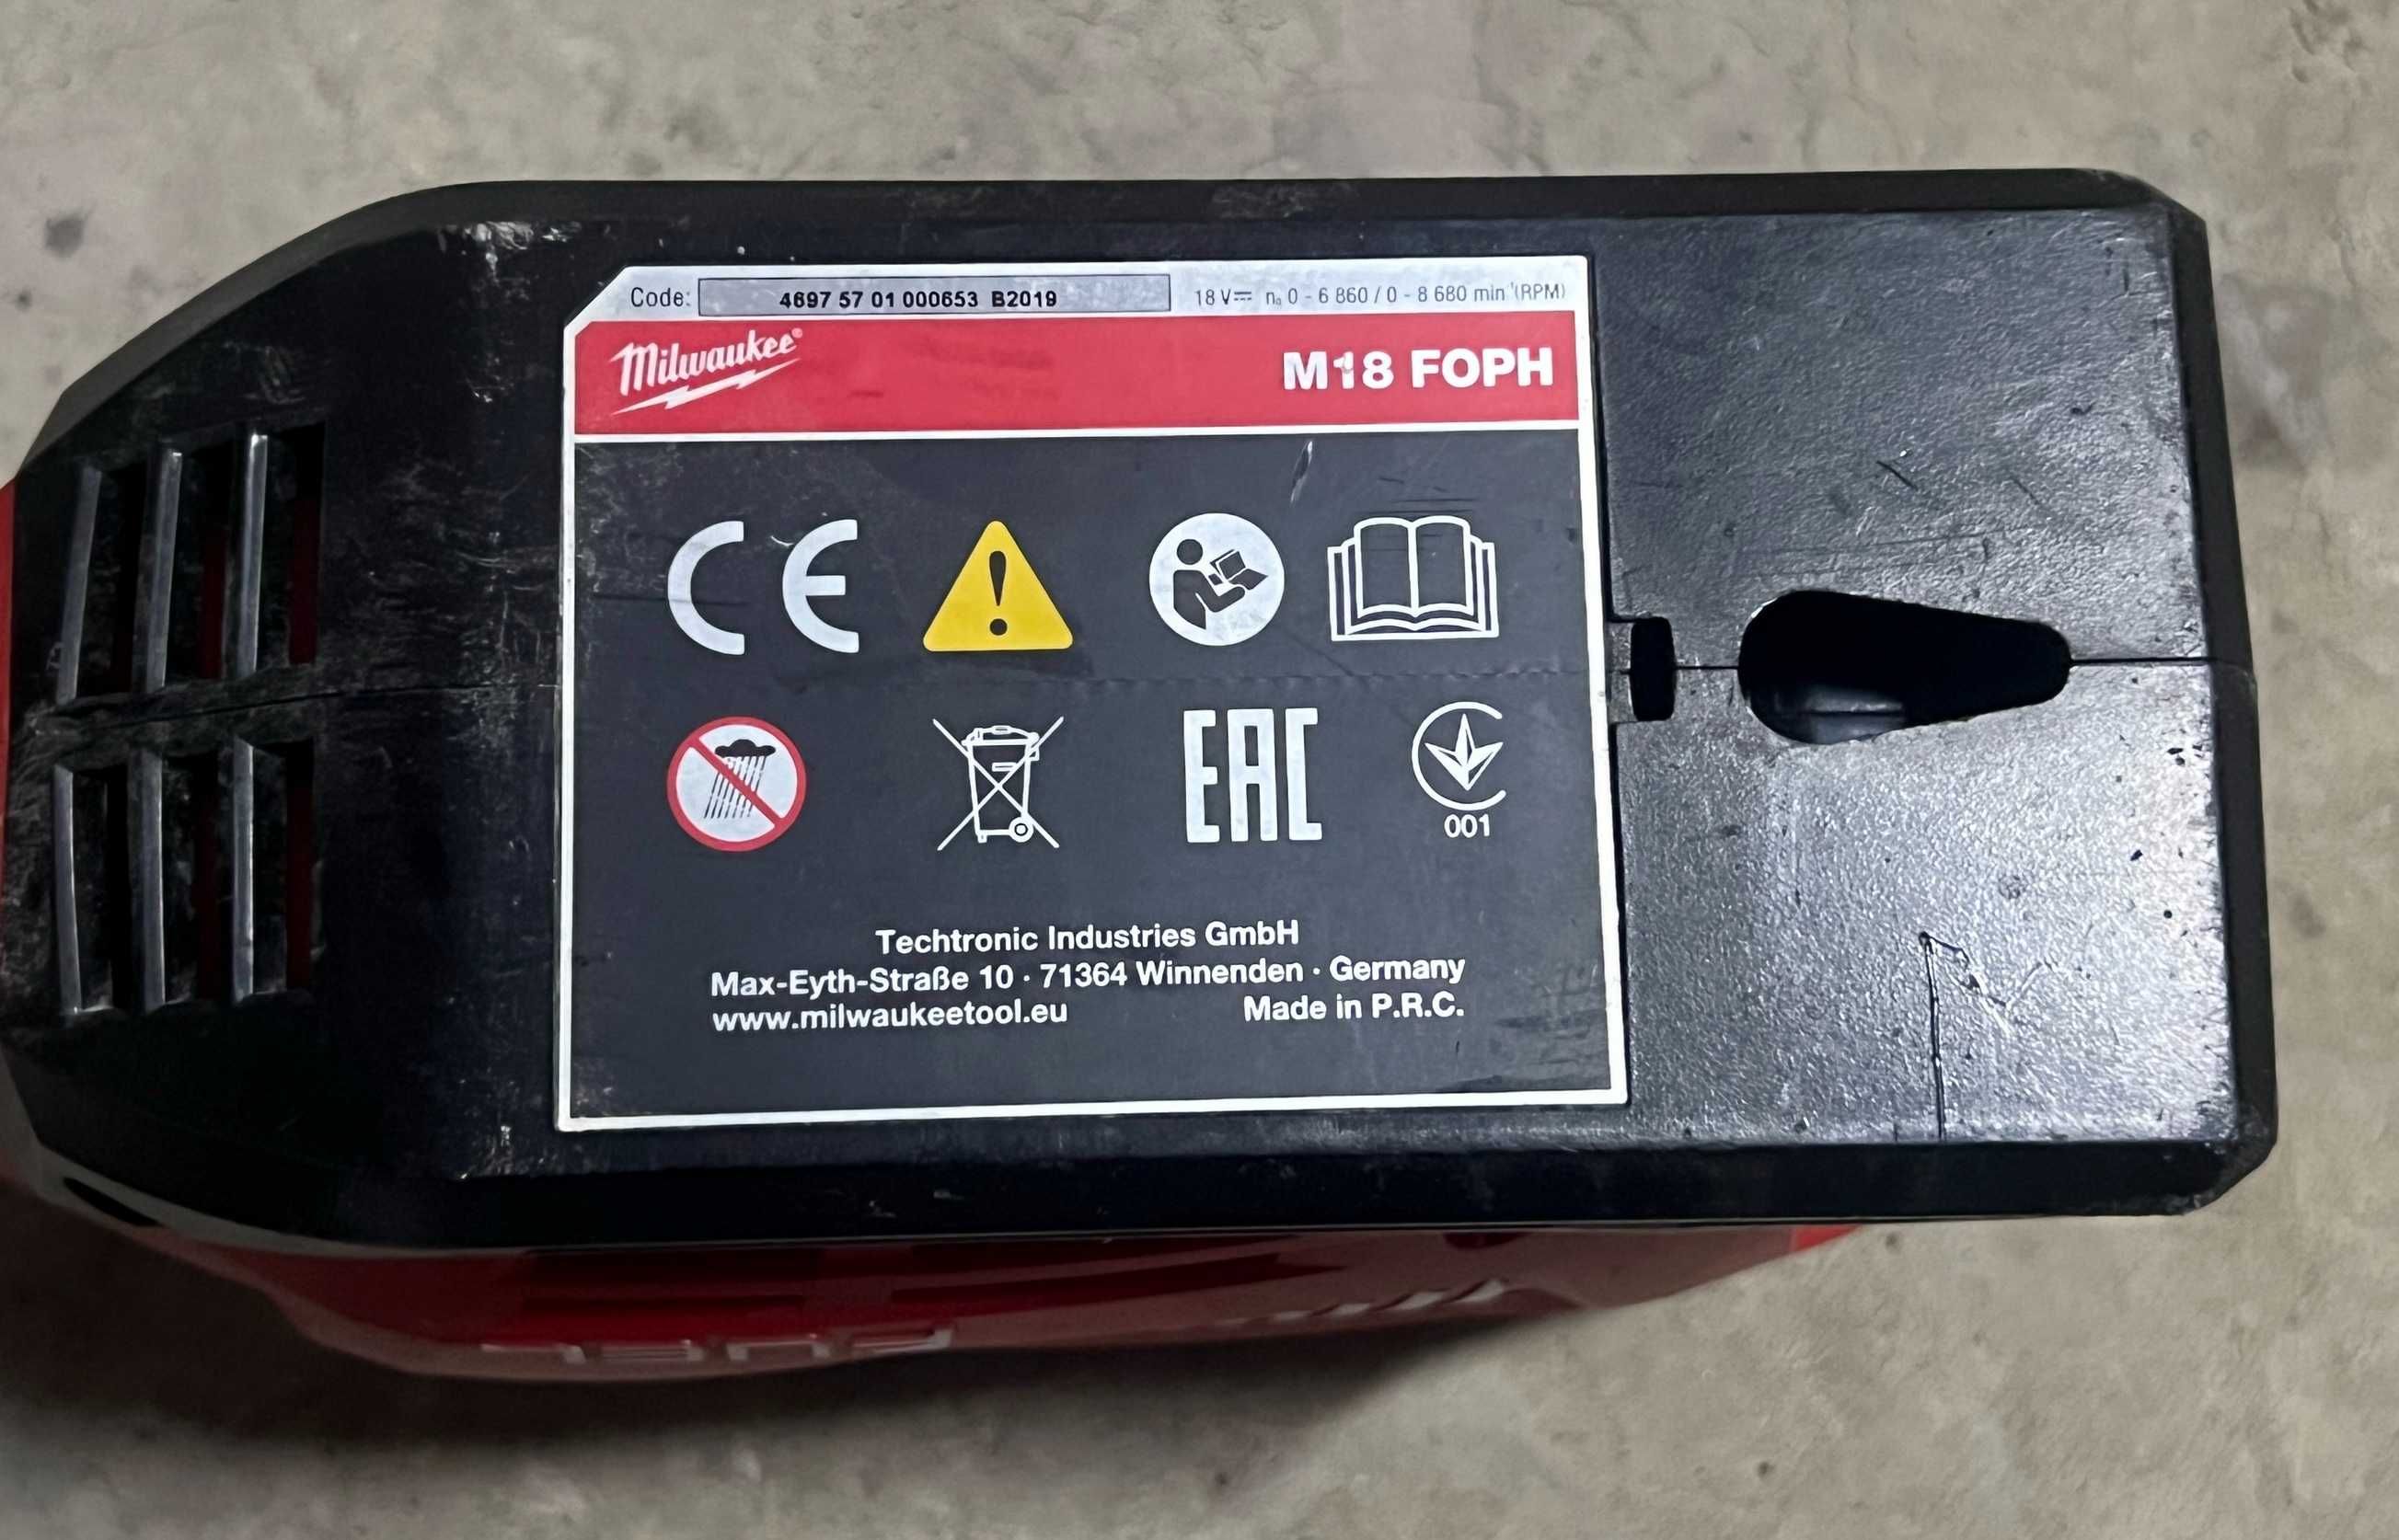 Code: 4697 57 01 000653 B2019
18 V⎓ n₀ 0 - 6 860 / 0 - 8 680 min⁻¹(RPM)
Milwaukee®
M18 FOPH
CE
EAC
001
Techtronic Industries GmbH
Max-Eyth-Straße 10 · 71364 Winnenden · Germany
www.milwaukeetool.eu Made in P.R.C.